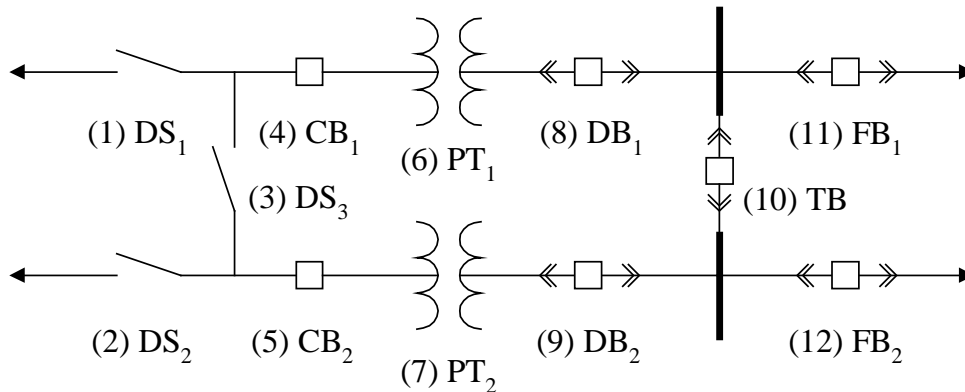 (1) DS₁
(4) CB₁
(6) PT₁
(8) DB₁
(11) FB₁
(3) DS₃
(10) TB
(2) DS₂
(5) CB₂
(7) PT₂
(9) DB₂
(12) FB₂